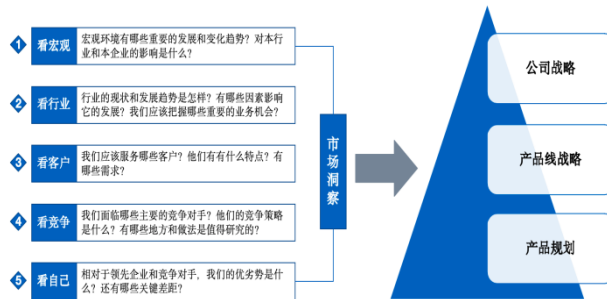 1
看宏观
宏观环境有哪些重要的发展和变化趋势？对本行
业和本企业的影响是什么？
2
看行业
行业的现状和发展趋势是怎样？有哪些因素影响
它的发展？我们应该把握哪些重要的业务机会？
3
看客户
我们应该服务哪些客户？他们有有什么特点？有
哪些需求？
4
看竞争
我们面临哪些主要的竞争对手？他们的竞争策略
是什么？有哪些地方和做法是值得研究的？
5
看自己
相对于领先企业和竞争对手，我们的优劣势是什
么？还有哪些关键差距？
市场洞察
公司战略
产品线战略
产品规划